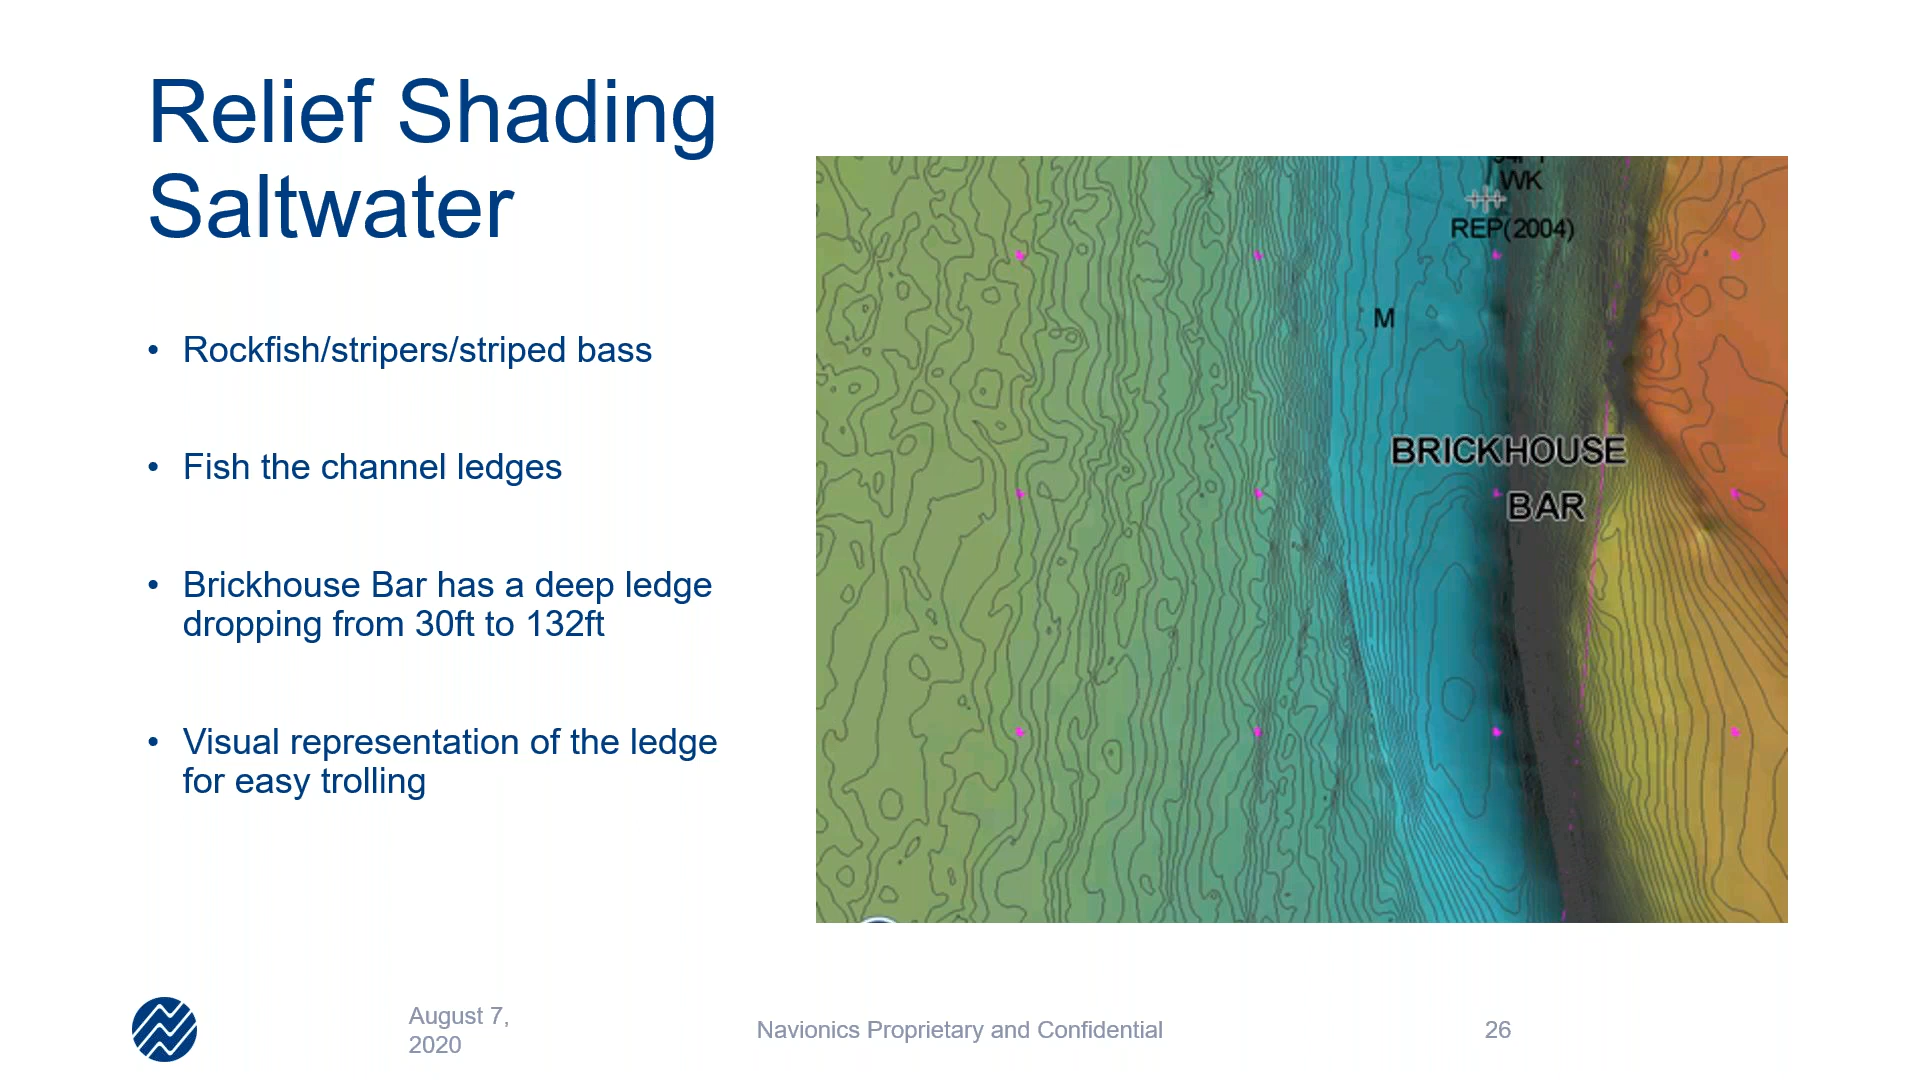 Relief Shading
Saltwater
• Rockfish/stripers/striped bass
• Fish the channel ledges
• Brickhouse Bar has a deep ledge
dropping from 30ft to 132ft
• Visual representation of the ledge
for easy trolling
WK
REP(2004)
M
BRICKHOUSE
BAR
August 7,
2020
Navionics Proprietary and Confidential
26